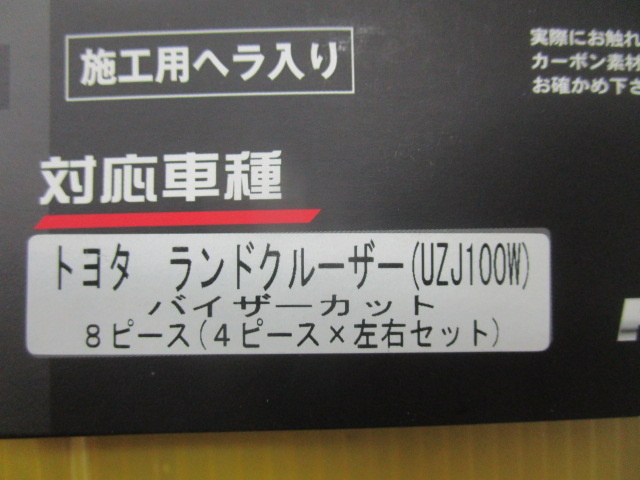 施工用ヘラ入り
実際にお触れ
カーボン素材
お確かめ下さ
対応車種
トヨタ　ランドクルーザー(UZJ100W)
バイザーカット
8ピース(4ピース×左右セット)